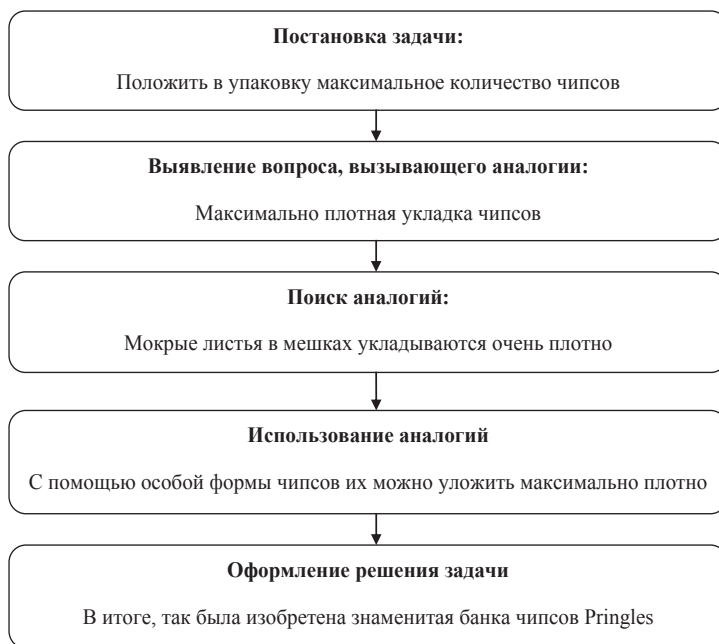 Постановка задачи:
Положить в упаковку максимальное количество чипсов
Выявление вопроса, вызывающего аналогии:
Максимально плотная укладка чипсов
Поиск аналогий:
Мокрые листья в мешках укладываются очень плотно
Использование аналогий
С помощью особой формы чипсов их можно уложить максимально плотно
Оформление решения задачи
В итоге, так была изобретена знаменитая банка чипсов Pringles